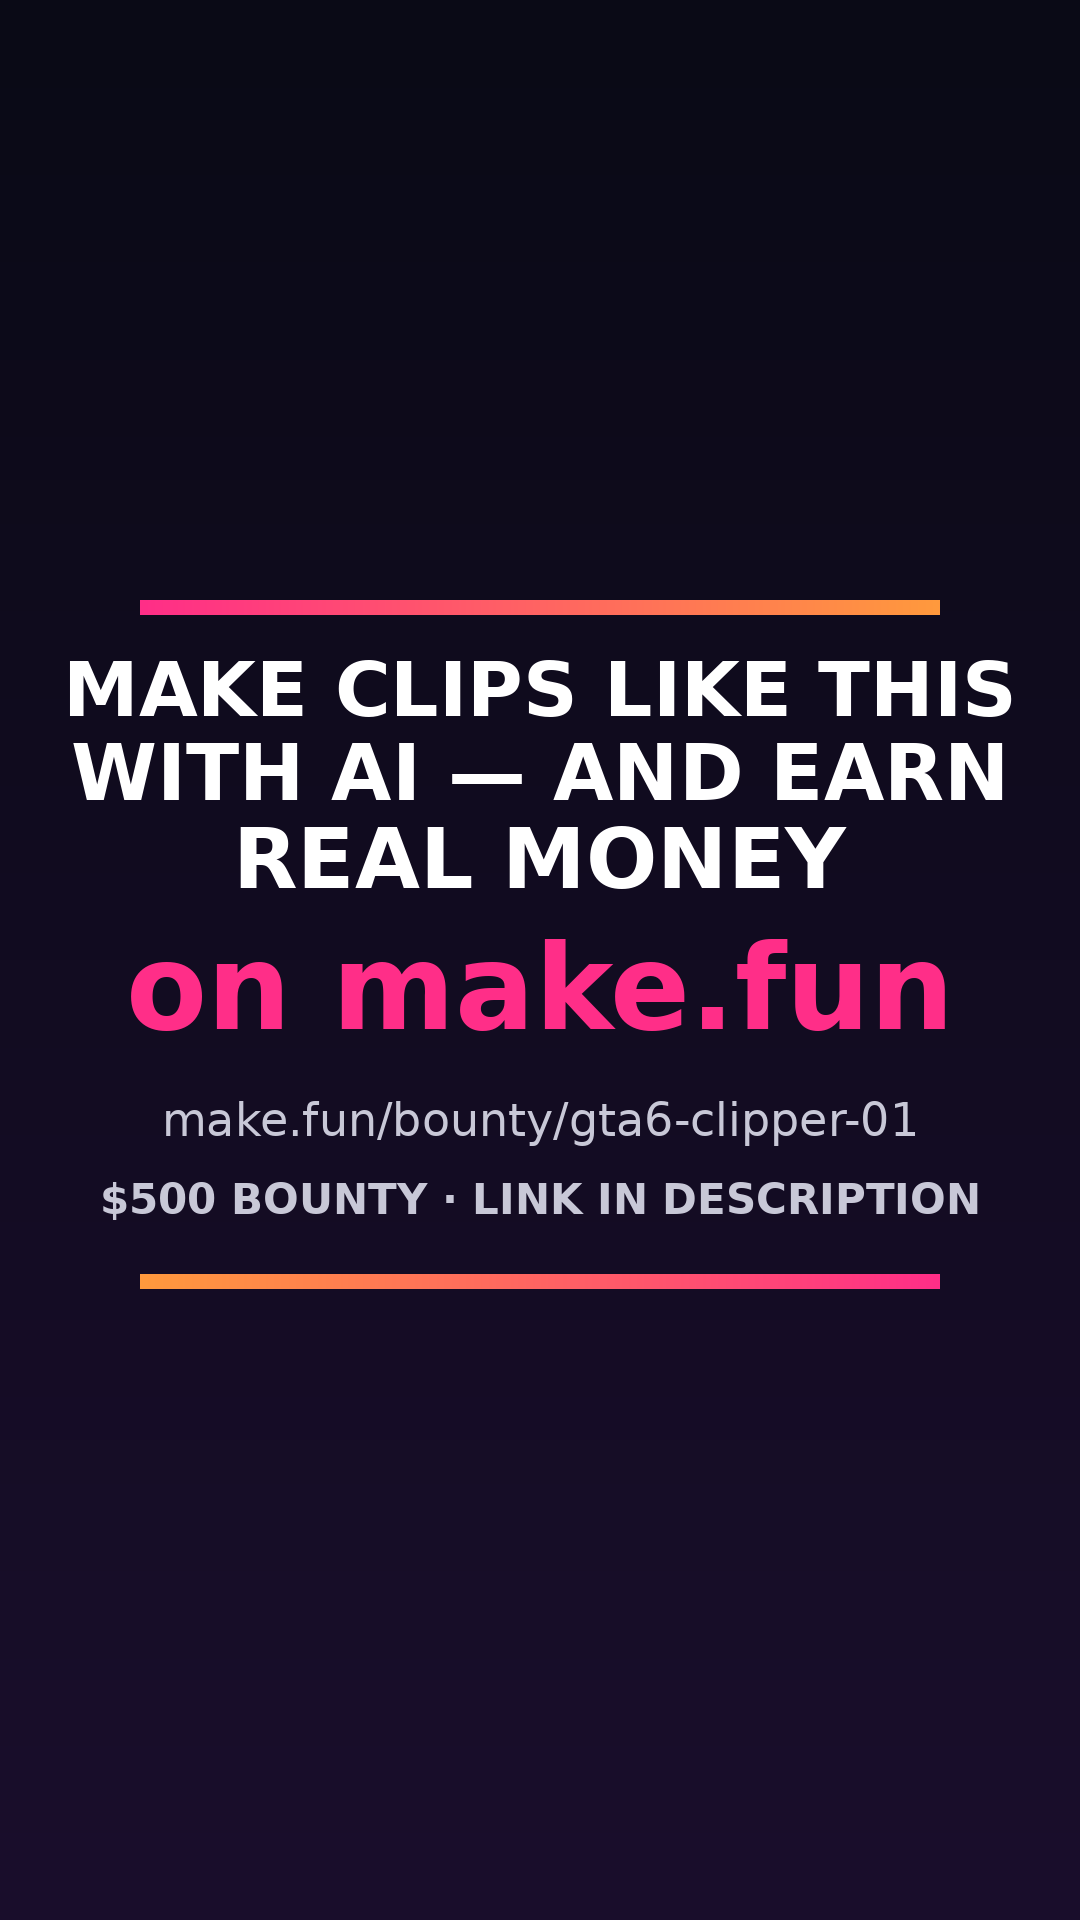 MAKE CLIPS LIKE THIS
WITH AI — AND EARN
REAL MONEY
on make.fun
make.fun/bounty/gta6-clipper-01
$500 BOUNTY · LINK IN DESCRIPTION